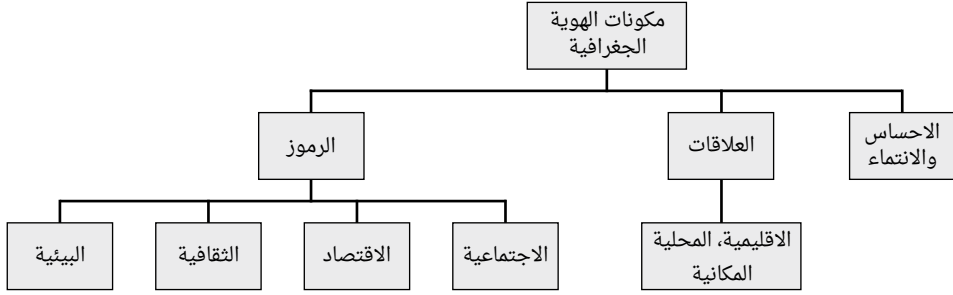 مكونات الهوية
الجغرافية
الاحساس
والانتماء
العلاقات
الرموز
الاقليمية، المحلية
المكانية
الاجتماعية
الاقتصاد
الثقافية
البيئية